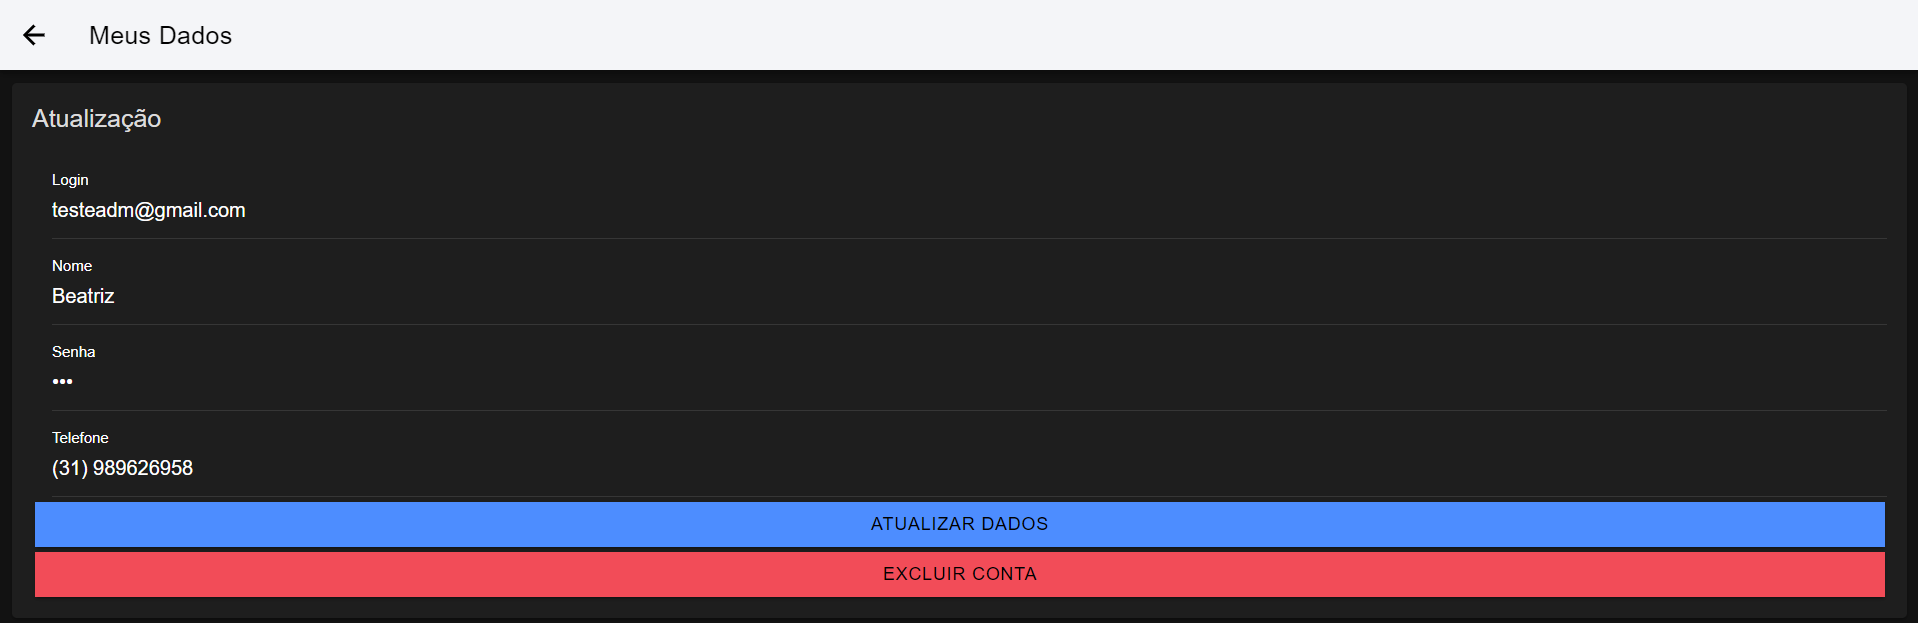 Meus Dados
Atualização
Login
testeadm@gmail.com
Nome
Beatriz
Senha
•••
Telefone
(31) 989626958
ATUALIZAR DADOS
EXCLUIR CONTA